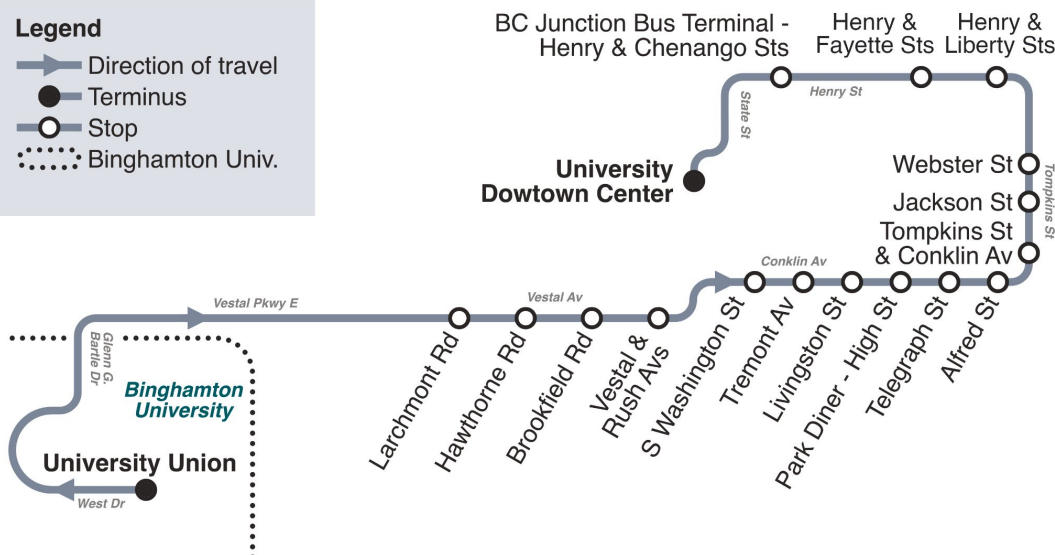 Legend
Direction of travel
Terminus
Stop
Binghamton Univ.
BC Junction Bus Terminal -
Henry & Chenango Sts
Henry &
Fayette Sts
Henry &
Liberty Sts
Henry St
State St
University
Dowtown Center
Webster St
Jackson St
Tompkins St
& Conklin Av
Tompkins St
Conklin Av
Vestal Pkwy E
Vestal Av
Glenn G.
Bartle Dr
Binghamton
University
University Union
West Dr
Larchmont Rd
Hawthorne Rd
Brookfield Rd
Vestal &
Rush Avs
S Washington St
Tremont Av
Livingston St
Park Diner - High St
Telegraph St
Alfred St